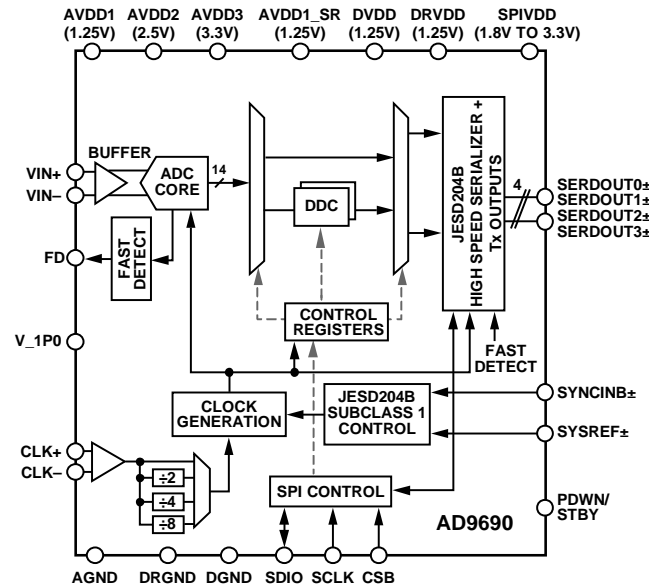 AVDD1 (1.25V)
AVDD2 (2.5V)
AVDD3 (3.3V)
AVDD1_SR (1.25V)
DVDD (1.25V)
DRVDD (1.25V)
SPIVDD (1.8V TO 3.3V)
BUFFER
VIN+
VIN–
ADC
CORE
14
DDC
JESD204B
HIGH SPEED SERIALIZER +
Tx OUTPUTS
4
SERDOUT0±
SERDOUT1±
SERDOUT2±
SERDOUT3±
FD
FAST
DETECT
CONTROL
REGISTERS
V_1P0
FAST
DETECT
CLOCK
GENERATION
JESD204B
SUBCLASS 1
CONTROL
SYNCINB±
SYSREF±
CLK+
CLK–
÷2
÷4
÷8
SPI CONTROL
PDWN/
STBY
AD9690
AGND
DRGND
DGND
SDIO
SCLK
CSB